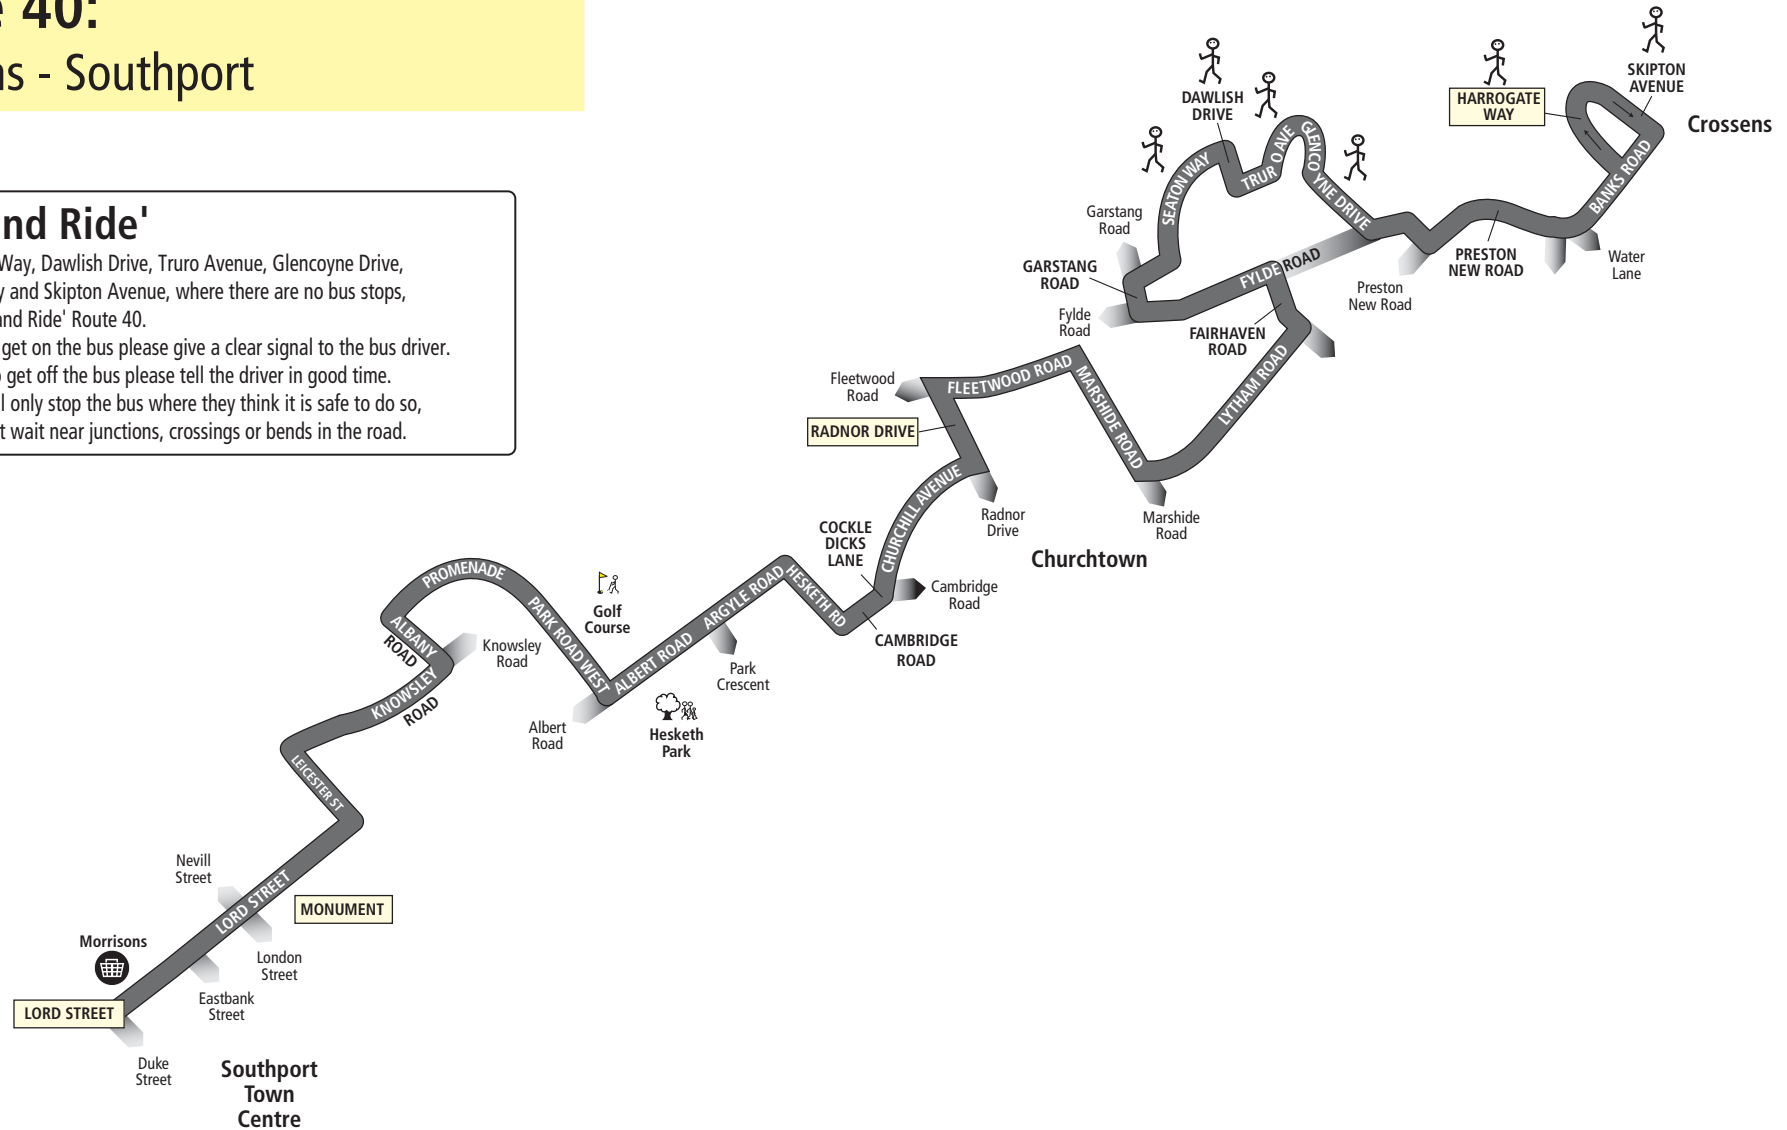 40:
- Southport
nd Ride'
Way, Dawlish Drive, Truro Avenue, Glencoyne Drive,
and Skipton Avenue, where there are no bus stops,
and Ride' Route 40.
get on the bus please give a clear signal to the bus driver.
get off the bus please tell the driver in good time.
only stop the bus where they think it is safe to do so,
wait near junctions, crossings or bends in the road.
SKIPTON
AVENUE
HARROGATE
WAY
Crossens
BANKS ROAD
Water
Lane
PRESTON
NEW ROAD
Preston
New Road
DAWLISH
DRIVE
SEATON WAY
TRURO AVE
GLENCOYNE DRIVE
Garstang
Road
GARSTANG
ROAD
Fylde
Road
FYLDE ROAD
FAIRHAVEN
ROAD
LYTHAM ROAD
MARSHIDE ROAD
Marshide
Road
FLEETWOOD ROAD
Fleetwood
Road
RADNOR DRIVE
Radnor
Drive
Churchtown
CHURCHILL AVENUE
COCKLE
DICKS
LANE
Cambridge
Road
CAMBRIDGE
ROAD
HESKETH RD
ARGYLE ROAD
Park
Crescent
ALBERT ROAD
Golf
Course
Hesketh
Park
Albert
Road
PARK ROAD WEST
PROMENADE
ALBANY
ROAD
Knowsley
Road
KNOWSLEY
ROAD
LEICESTER ST
Nevill
Street
LORD STREET
MONUMENT
London
Street
Eastbank
Street
Morrisons
LORD STREET
Duke
Street
Southport
Town
Centre